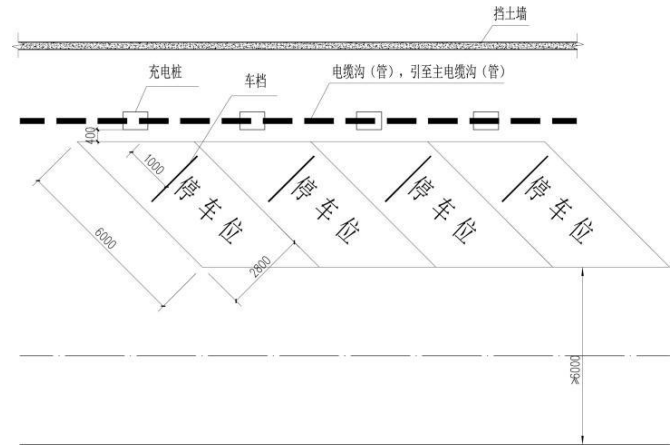 挡土墙
充电桩
车档
电缆沟（管），引至主电缆沟（管）
400
1000
停车位
停车位
停车位
停车位
6000
2800
≥6000